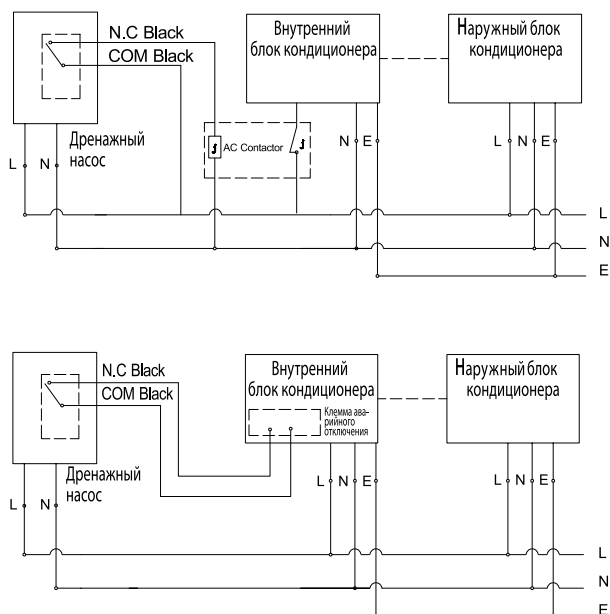 N.C Black
COM Black
Внутренний
блок кондиционера
Наружный блок
кондиционера
Дренажный
насос
AC Contactor
L
N
N
E
L
N
E
L
N
E
N.C Black
COM Black
Внутренний
блок кондиционера
Клемма ава-
рийного
отключения
Наружный блок
кондиционера
Дренажный
насос
L
N
L
N
E
L
N
E
L
N
E